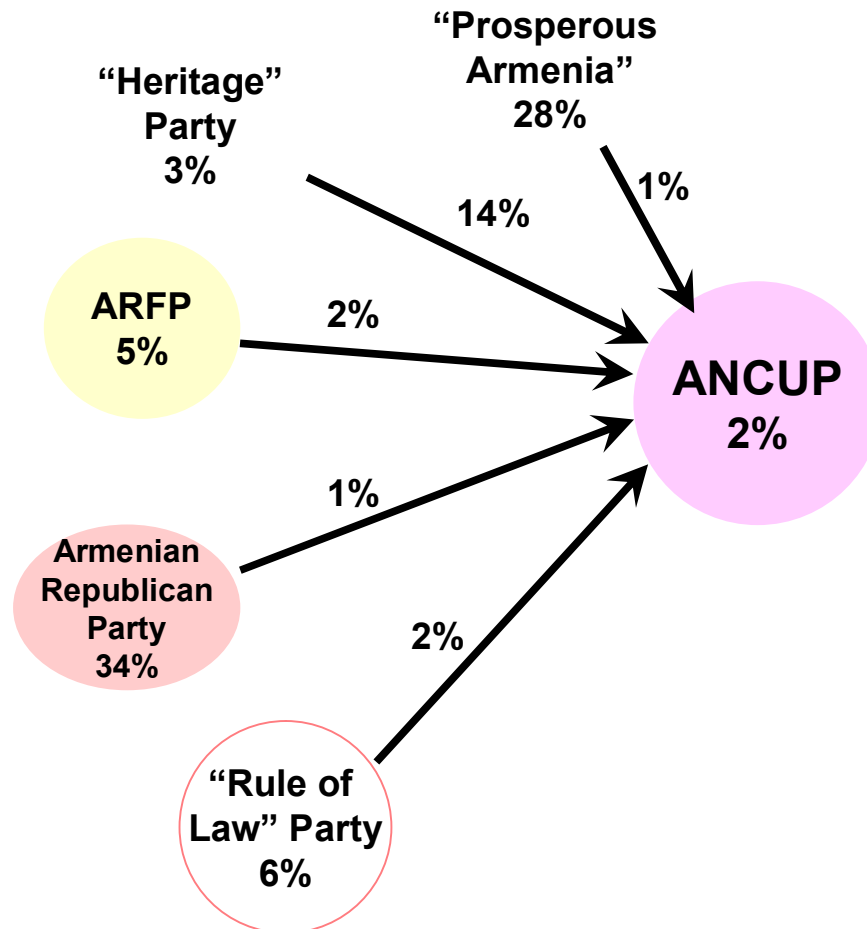 “Prosperous
Armenia”
28%
“Heritage”
Party
3%
1%
14%
ARFP
5%
2%
ANCUP
2%
1%
Armenian
Republican
Party
34%
2%
“Rule of
Law” Party
6%